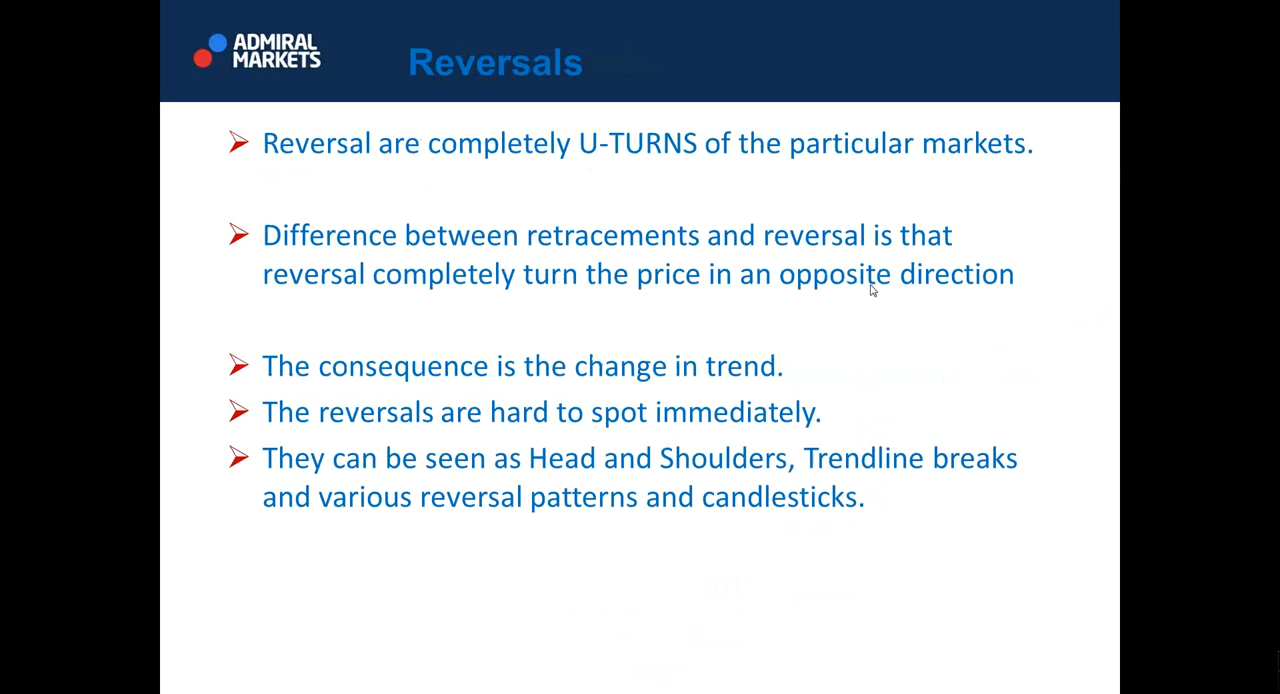 ADMIRAL
MARKETS
Reversals
Reversal are completely U-TURNS of the particular markets.
Difference between retracements and reversal is that
reversal completely turn the price in an opposite direction
The consequence is the change in trend.
The reversals are hard to spot immediately.
They can be seen as Head and Shoulders, Trendline breaks
and various reversal patterns and candlesticks.